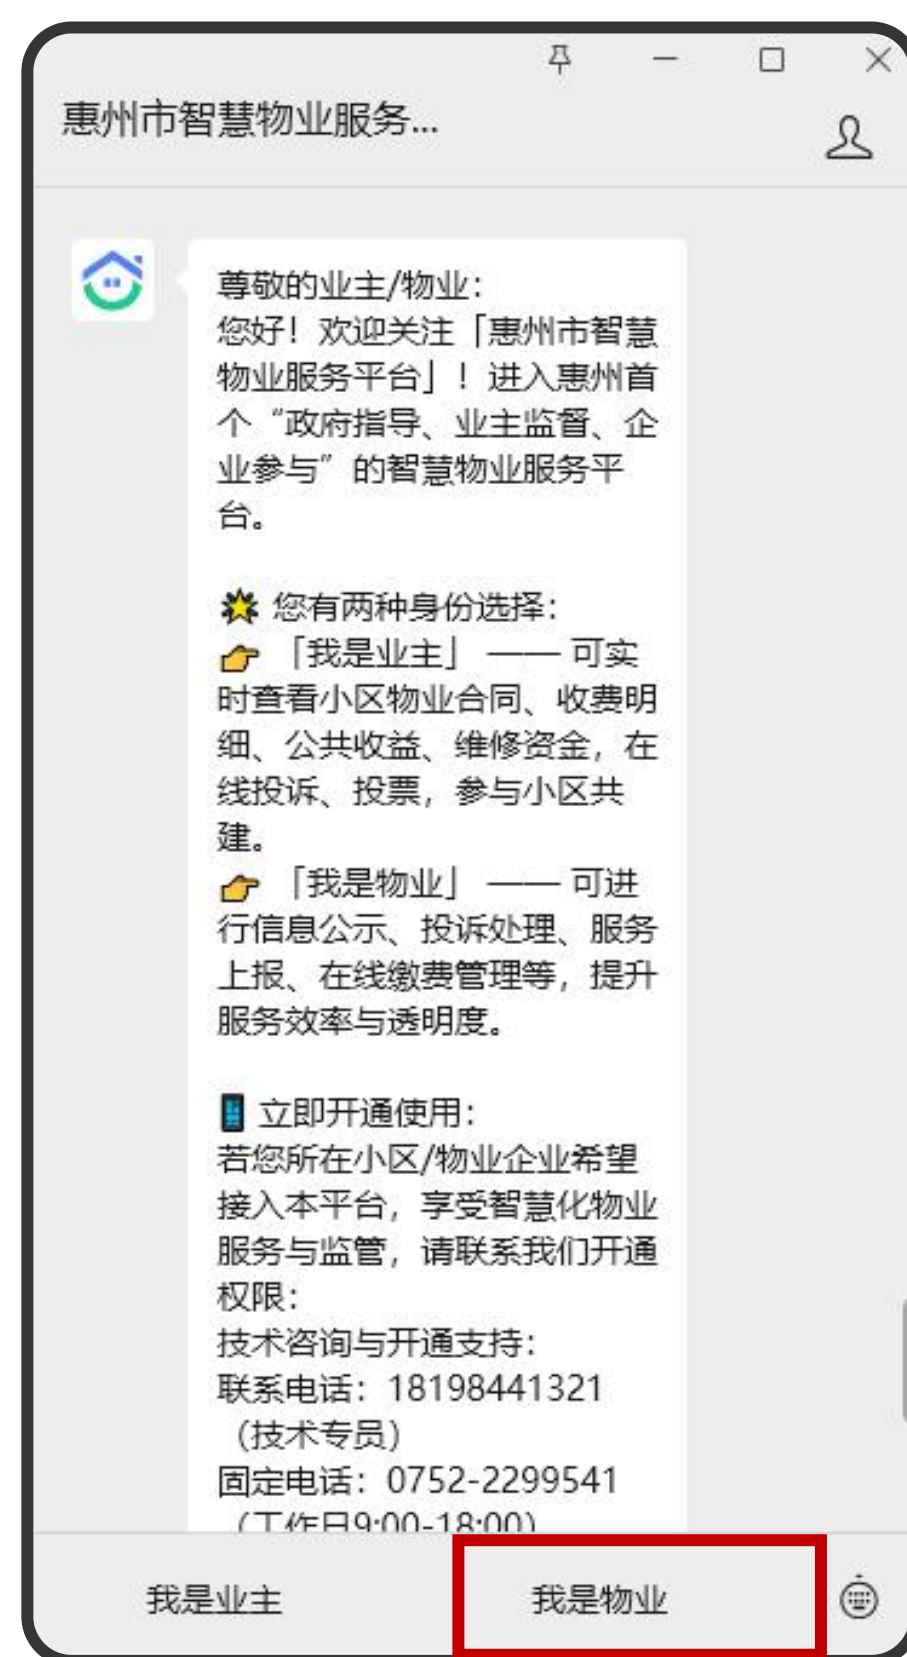 惠州市智慧物业服务...
尊敬的业主/物业：
您好！欢迎关注「惠州市智慧
物业服务平台」！进入惠州首
个“政府指导、业主监督、企
业参与”的智慧物业服务平
台。
您有两种身份选择：
「我是业主」 —— 可实
时查看小区物业合同、收费明
细、公共收益、维修资金，在
线投诉、投票，参与小区共
建。
「我是物业」 —— 可进
行信息公示、投诉处理、服务
上报、在线缴费管理等，提升
服务效率与透明度。
立即开通使用：
若您所在小区/物业企业希望
接入本平台，享受智慧化物业
服务与监管，请联系我们开通
权限：
技术咨询与开通支持：
联系电话：18198441321
（技术专员）
固定电话：0752-2299541
（工作日9:00-18:00）
我是业主
我是物业